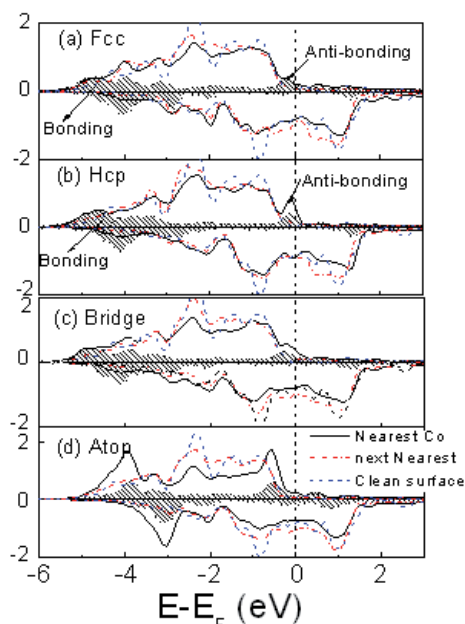 2
(a) Fcc
Anti-bonding
0
Bonding
-2
2
(b) Hcp
Anti-bonding
0
Bonding
-2
2
(c) Bridge
0
-2
2
(d) Atop
Nearest Co
next Nearest
Clean surface
0
-2
-6 -4 -2 0 2
E-E (eV)